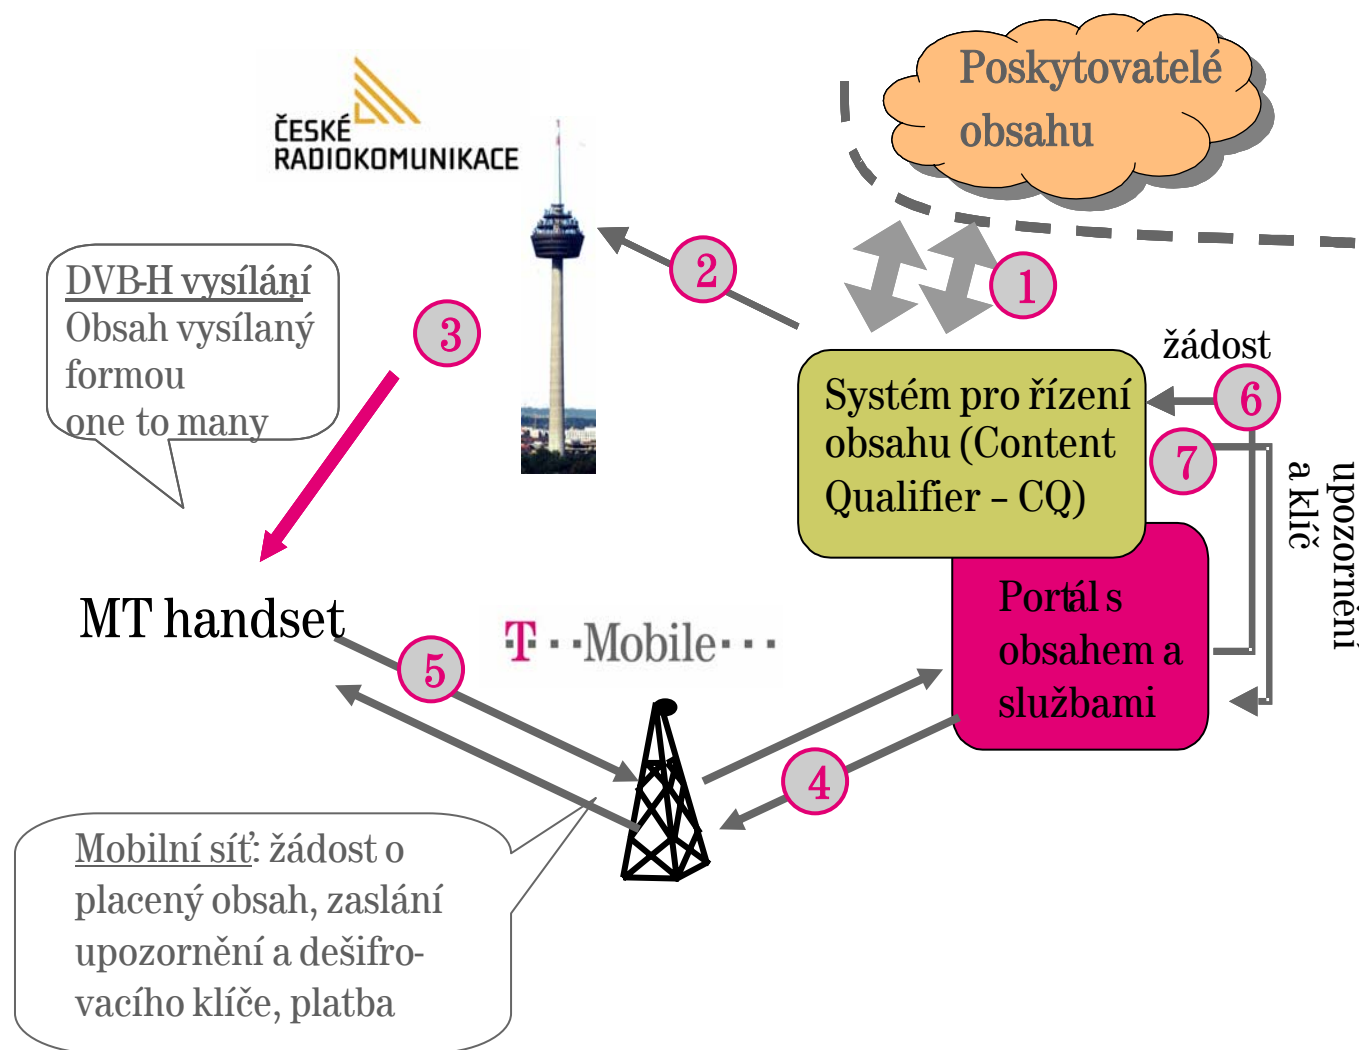 Poskytovatelé
obsahu
ČESKÉ
RADIOKOMUNIKACE
2
1
DVB-H vysílání
Obsah vysílaný
formou
one to many
3
žádost
6
Systém pro řízení
obsahu (Content
Qualifier – CQ)
7
upozornění
a klíč
MT handset
T···Mobile···
5
Portál s
obsahem a
službami
4
Mobilní síť: žádost o
placený obsah, zaslání
upozornění a dešifro-
vacího klíče, platba